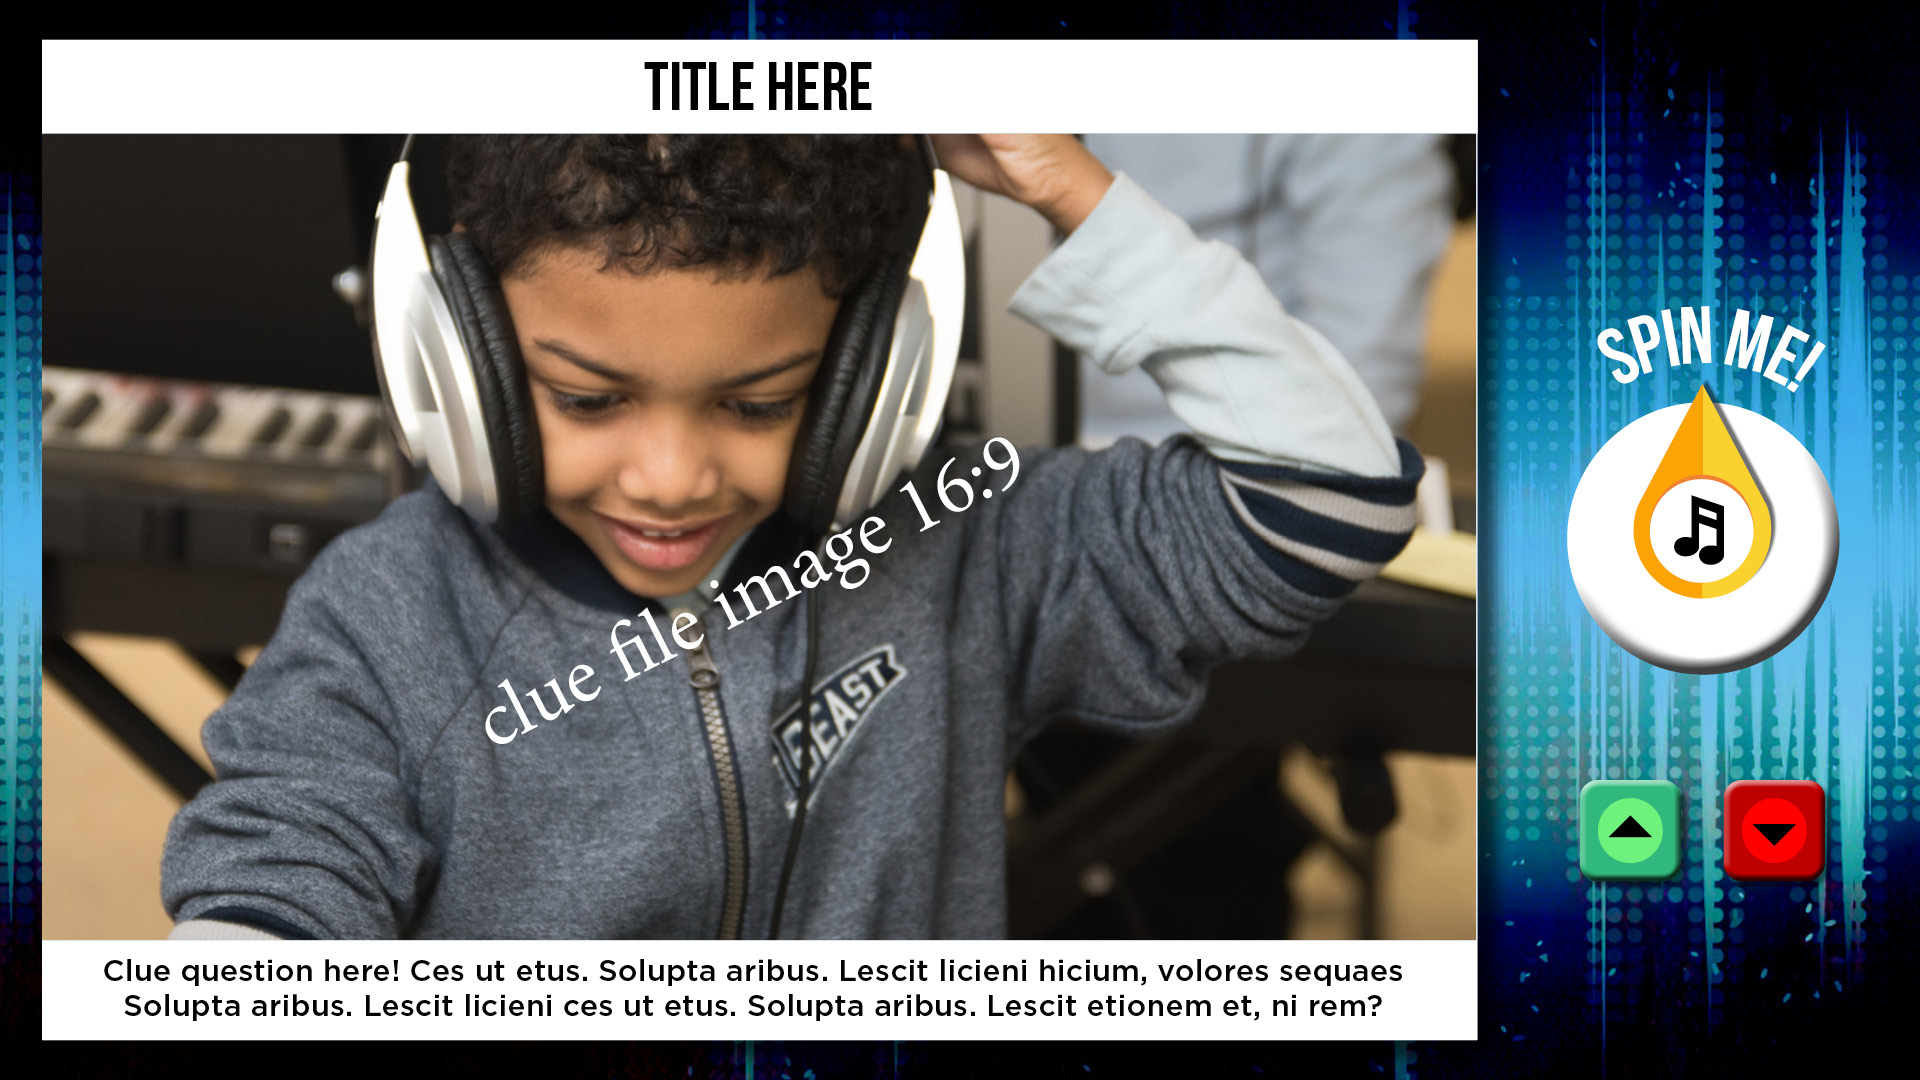 TITLE HERE
SPIN ME!
clue file image 16:9
BEAST
Clue question here! Ces ut etus. Solupta aribus. Lescit licieni hicium, volores sequaes
Solupta aribus. Lescit licieni ces ut etus. Solupta aribus. Lescit etionem et, ni rem?